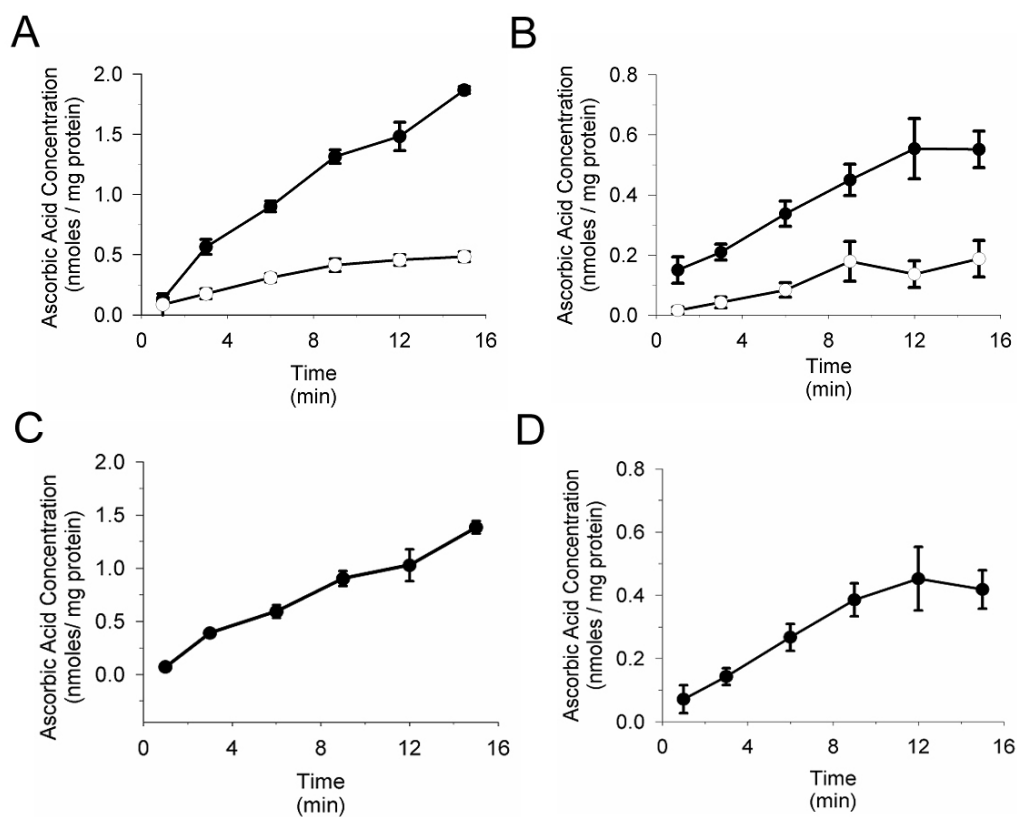 A
Ascorbic Acid Concentration
(nmoles / mg protein)
2.0
1.5
1.0
0.5
0.0
0 4 8 12 16
Time
(min)
B
Ascorbic Acid Concentration
(nmoles / mg protein)
0.8
0.6
0.4
0.2
0.0
0 4 8 12 16
Time
(min)
C
Ascorbic Acid Concentration
(nmoles/ mg protein)
2.0
1.5
1.0
0.5
0.0
0 4 8 12 16
Time
(min)
D
Ascorbic Acid Concentration
(nmoles / mg protein)
0.8
0.6
0.4
0.2
0.0
0 4 8 12 16
Time
(min)